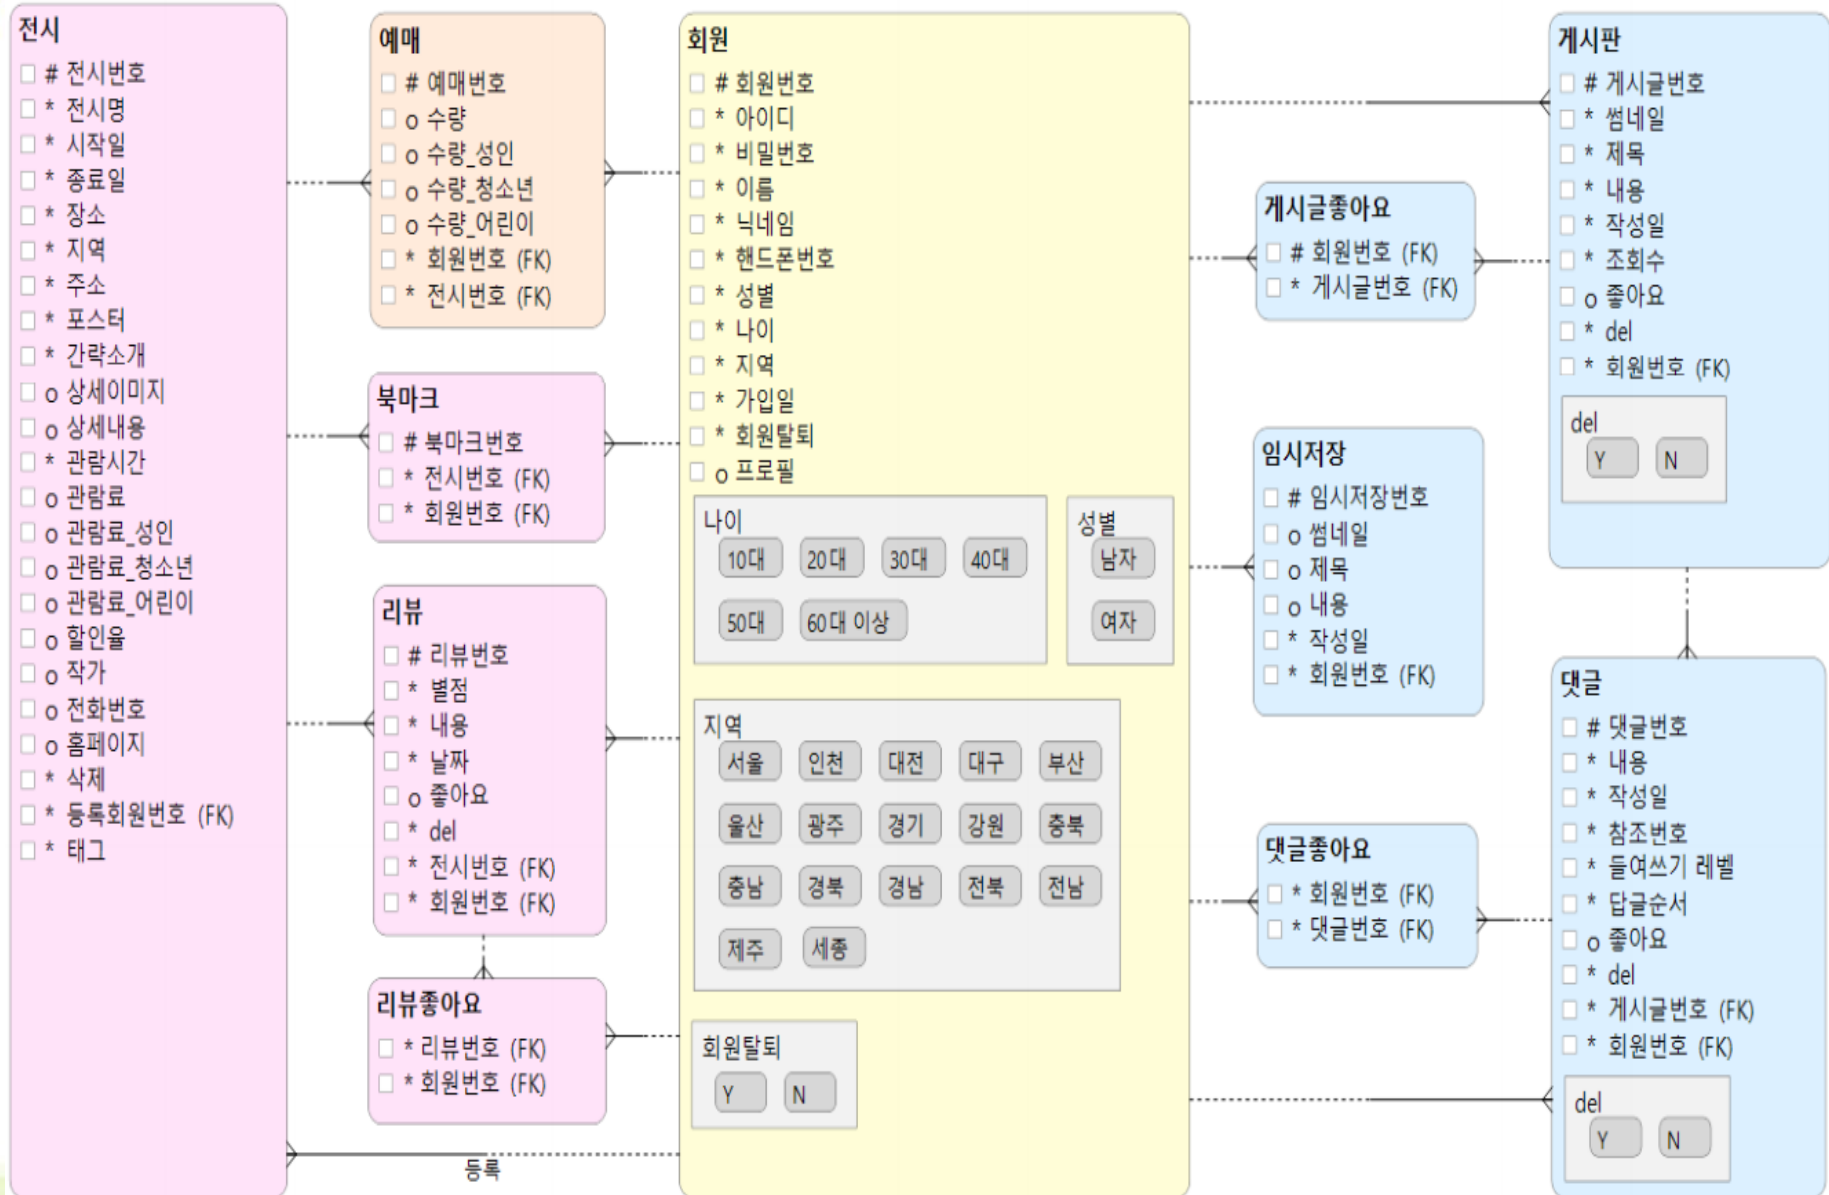 전시
# 전시번호
* 전시명
* 시작일
* 종료일
* 장소
* 지역
* 주소
* 포스터
* 간략소개
o 상세이미지
o 상세내용
* 관람시간
o 관람료
o 관람료_성인
o 관람료_청소년
o 관람료_어린이
o 할인율
o 작가
o 전화번호
o 홈페이지
* 삭제
* 등록회원번호 (FK)
* 태그
예매
# 예매번호
o 수량
o 수량_성인
o 수량_청소년
o 수량_어린이
* 회원번호 (FK)
* 전시번호 (FK)
북마크
# 북마크번호
* 전시번호 (FK)
* 회원번호 (FK)
리뷰
# 리뷰번호
* 별점
* 내용
* 날짜
o 좋아요
* del
* 전시번호 (FK)
* 회원번호 (FK)
리뷰좋아요
* 리뷰번호 (FK)
* 회원번호 (FK)
등록
회원
# 회원번호
* 아이디
* 비밀번호
* 이름
* 닉네임
* 핸드폰번호
* 성별
* 나이
* 지역
* 가입일
* 회원탈퇴
o 프로필
나이
10대 20대 30대 40대
50대 60대 이상
성별
남자
여자
지역
서울 인천 대전 대구 부산
울산 광주 경기 강원 충북
충남 경북 경남 전북 전남
제주 세종
회원탈퇴
Y N
게시글좋아요
# 회원번호 (FK)
* 게시글번호 (FK)
임시저장
# 임시저장번호
o 썸네일
o 제목
o 내용
* 작성일
* 회원번호 (FK)
댓글좋아요
* 회원번호 (FK)
* 댓글번호 (FK)
게시판
# 게시글번호
* 썸네일
* 제목
* 내용
* 작성일
* 조회수
o 좋아요
* del
* 회원번호 (FK)
del
Y N
댓글
# 댓글번호
* 내용
* 작성일
* 참조번호
* 들여쓰기 레벨
* 답글순서
o 좋아요
* del
* 게시글번호 (FK)
* 회원번호 (FK)
del
Y N